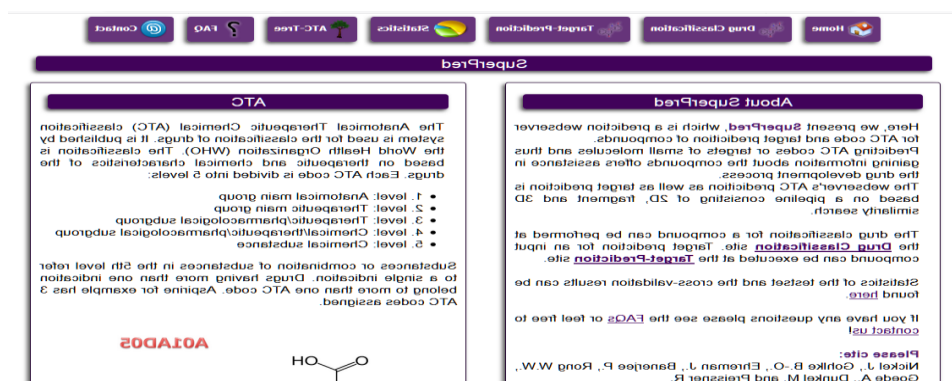 Home
Drug Classification
Target-Prediction
Statistics
ATC-Tree
FAQ
Contact
SuperPred
About SuperPred
Here, we present SuperPred, which is a prediction webserver
for ATC code and target prediction of compounds.
Predicting ATC codes or targets of small molecules and thus
gaining information about the compounds offers assistance in
the drug development process.
The webserver's ATC prediction as well as target prediction is
based on a pipeline consisting of 2D, fragment and 3D
similarity search.
The drug classification for a compound can be performed at
the Drug Classification site. Target prediction for an input
compound can be executed at the Target-Prediction site.
Statistics of the testset and the cross-validation results can be
found here.
If you have any questions please see the FAQs or feel free to
contact us!
Please cite:
Nickel J., Gohlke B.-O., Erehman J., Banerjee P., Rong W.W.,
Goede A., Dunkel M. and Preissner R.
ATC
The Anatomical Therapeutic Chemical (ATC) classification
system is used for the classification of drugs. It is published by
the World Health Organization (WHO). The classification is
based on therapeutic and chemical characteristics of the
drugs. Each ATC code is divided into 5 levels:
• 1. level: Anatomical main group
• 2. level: Therapeutic main group
• 3. level: Therapeutic/pharmacological subgroup
• 4. level: Chemical/therapeutic/pharmacological subgroup
• 5. level: Chemical substance
Substances or combination of substances in the 5th level refer
to a single indication. Drugs having more than one indication
belong to more than one ATC code. Aspirine for example has 3
ATC codes assigned.
A01AD05
O
OH